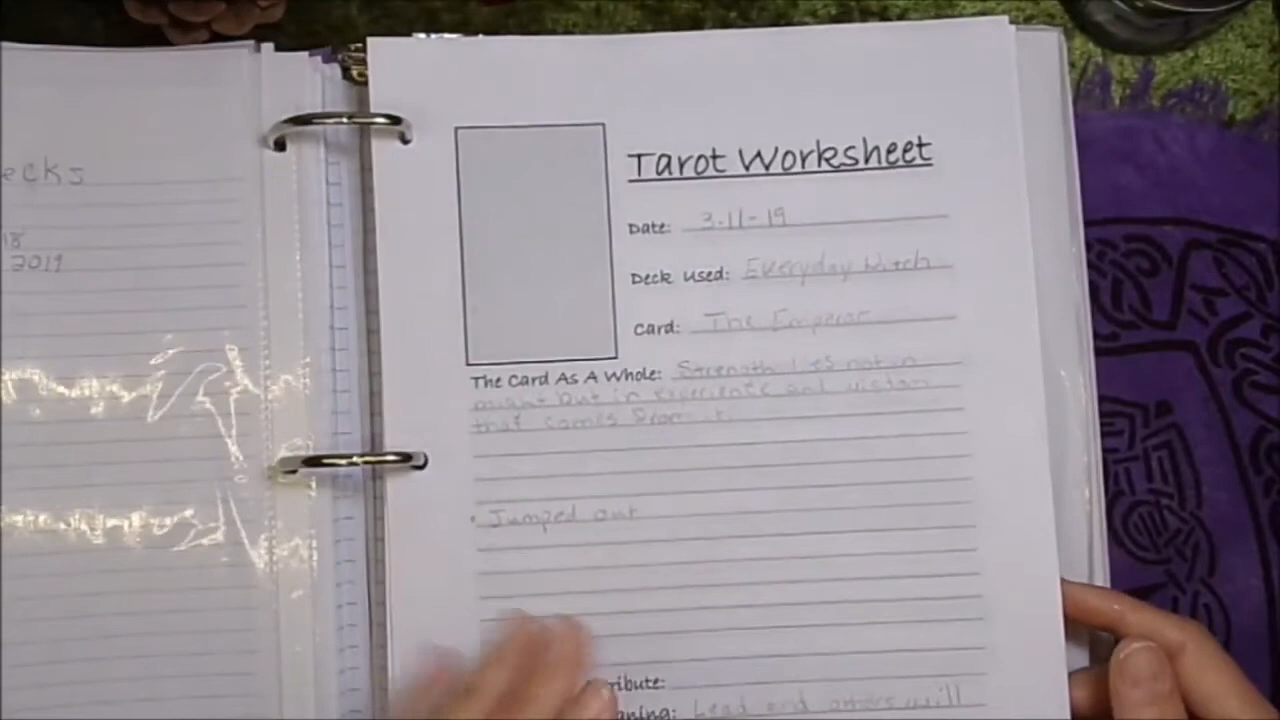 ecks
18
2019
Tarot Worksheet
Date: 3-11-19
Deck Used: Everyday Witch
Card: The Emperor
The Card As A Whole: Strength lies not in
might but in experience and wisdom
that comes from it.
• Jumped out
ribute:
aning: Lead and others will